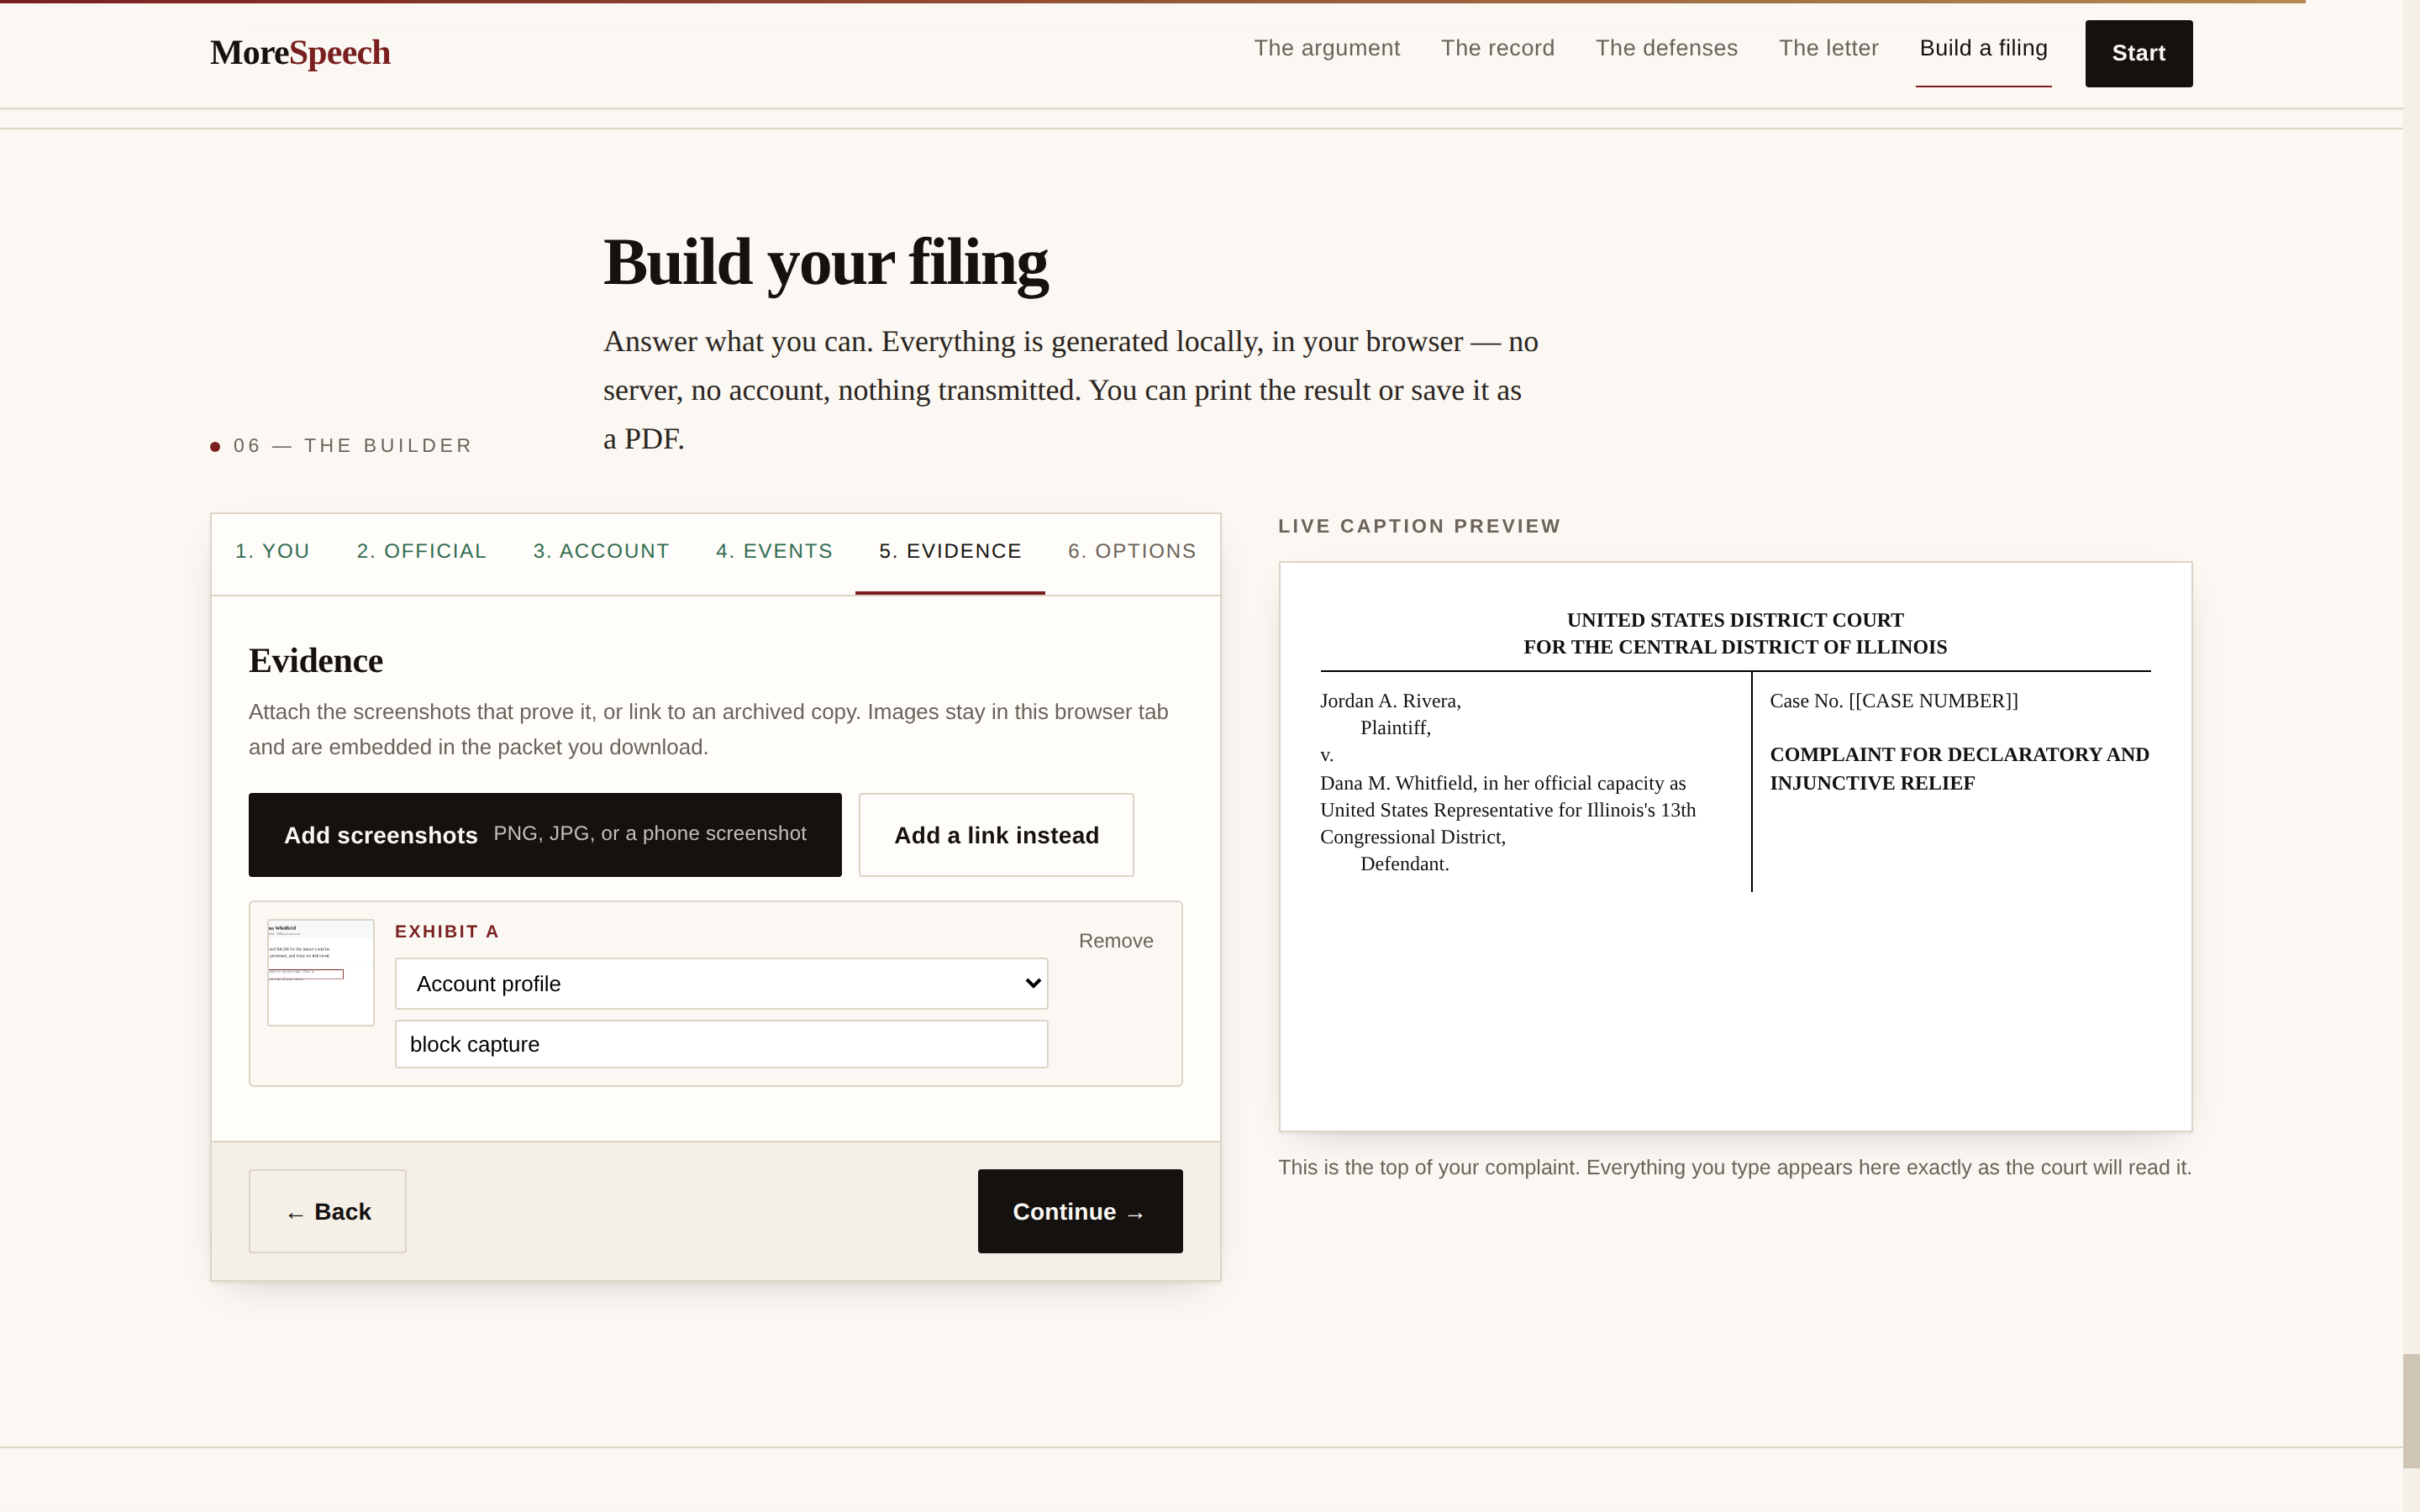 MoreSpeech
The argument
The record
The defenses
The letter
Build a filing
Start
Build your filing
Answer what you can. Everything is generated locally, in your browser — no
server, no account, nothing transmitted. You can print the result or save it as
a PDF.
06 — THE BUILDER
1. YOU
2. OFFICIAL
3. ACCOUNT
4. EVENTS
5. EVIDENCE
6. OPTIONS
Evidence
Attach the screenshots that prove it, or link to an archived copy. Images stay in this browser tab
and are embedded in the packet you download.
Add screenshots PNG, JPG, or a phone screenshot
Add a link instead
EXHIBIT A
Remove
Account profile
block capture
← Back
Continue →
LIVE CAPTION PREVIEW
UNITED STATES DISTRICT COURT
FOR THE CENTRAL DISTRICT OF ILLINOIS
Jordan A. Rivera,
Plaintiff,
v.
Dana M. Whitfield, in her official capacity as
United States Representative for Illinois's 13th
Congressional District,
Defendant.
Case No. [[CASE NUMBER]]
COMPLAINT FOR DECLARATORY AND
INJUNCTIVE RELIEF
This is the top of your complaint. Everything you type appears here exactly as the court will read it.